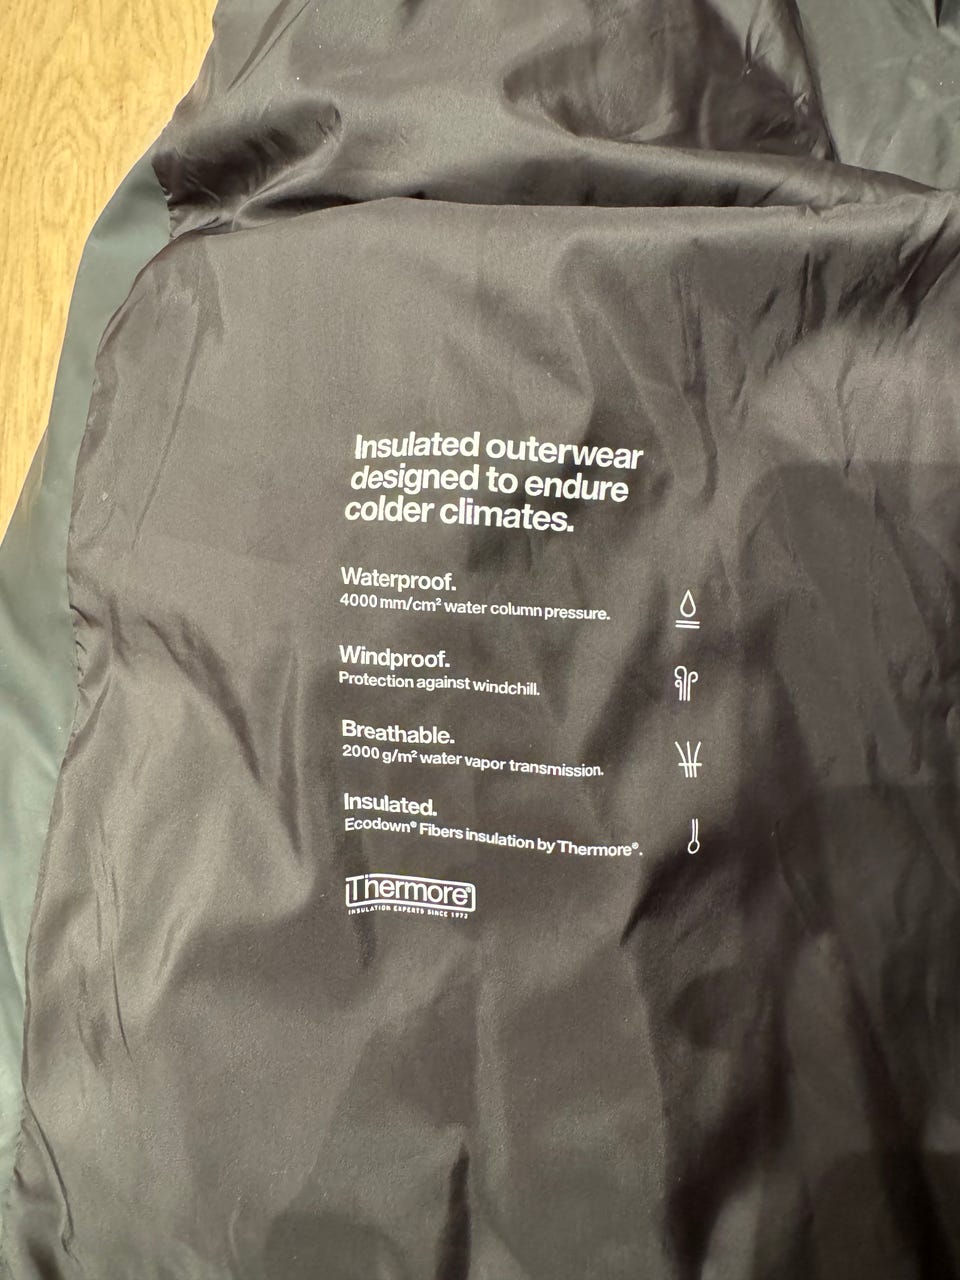 Insulated outerwear
designed to endure
colder climates.
Waterproof.
4000 mm/cm² water column pressure.
Windproof.
Protection against windchill.
Breathable.
2000 g/m² water vapor transmission.
Insulated.
Ecodown® Fibers insulation by Thermore®.
Thermore®
INSULATION EXPERTS SINCE 1972